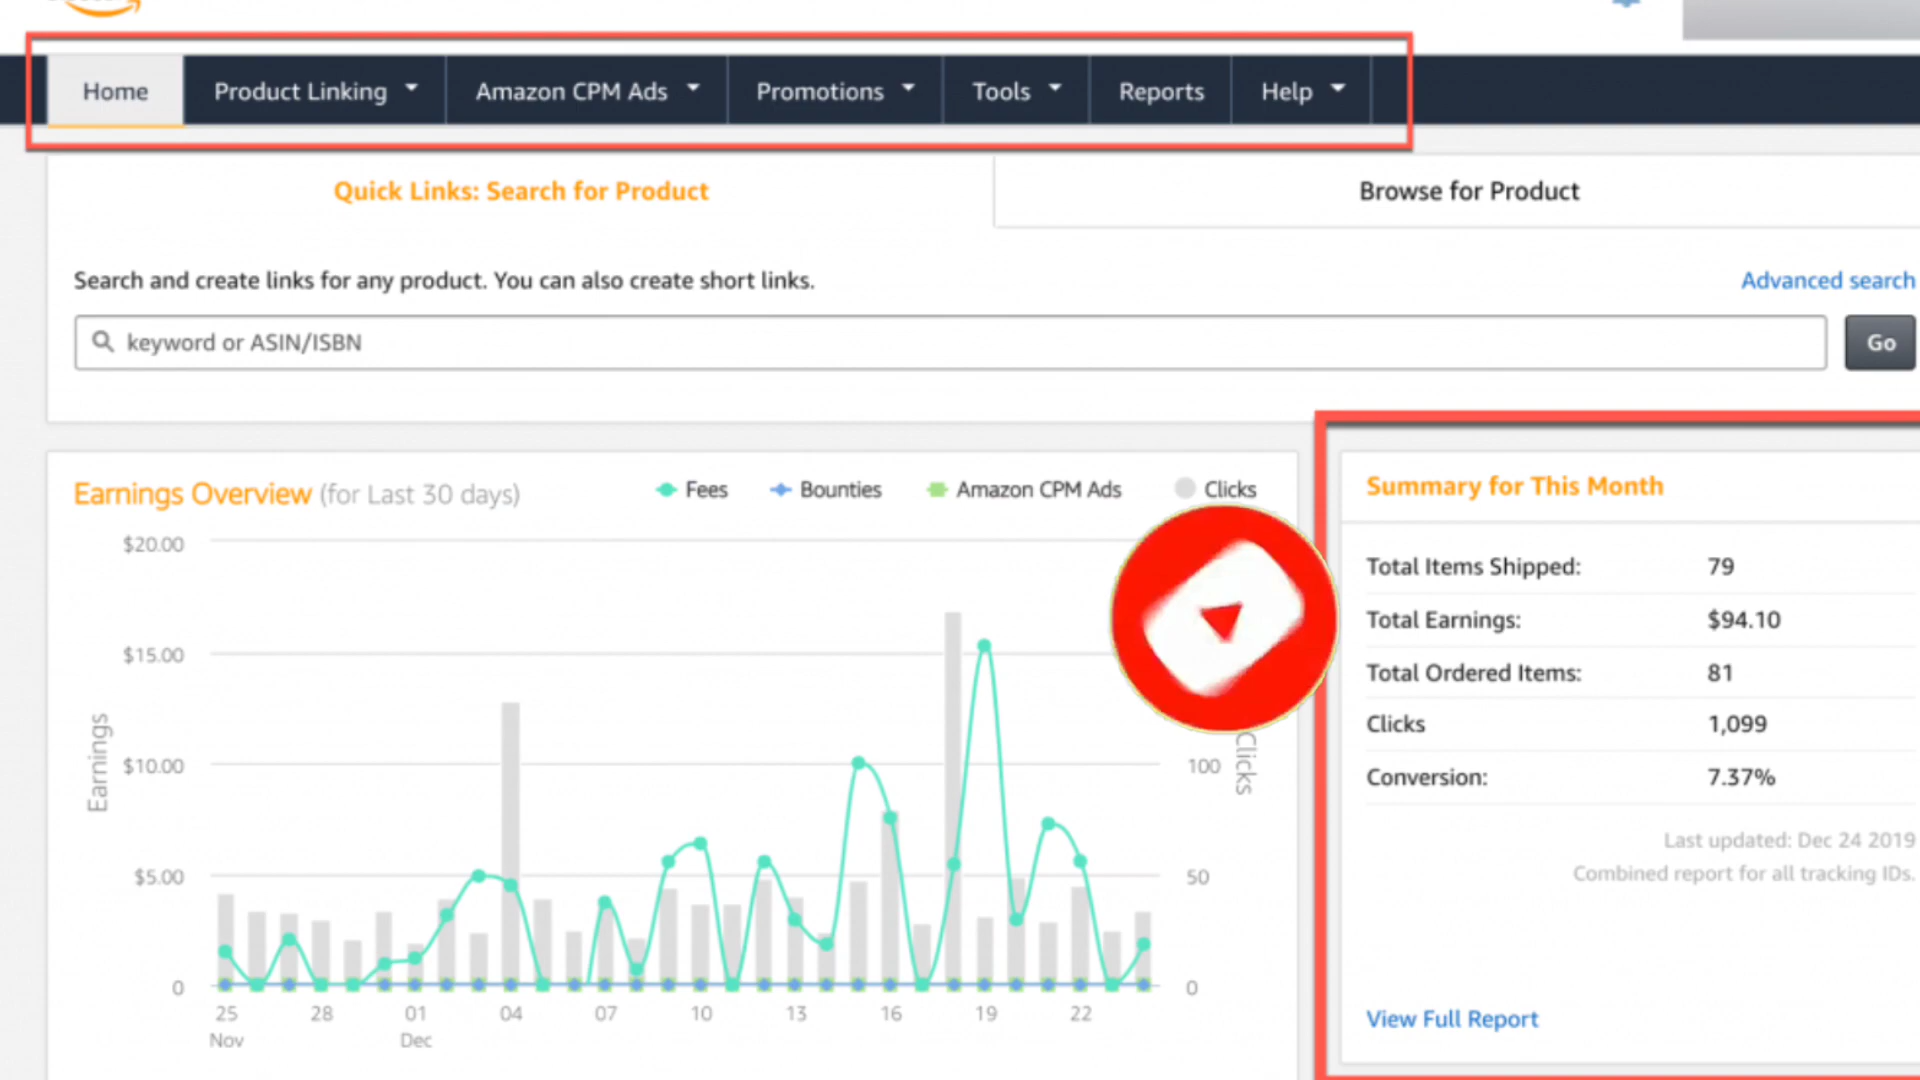 Home Product Linking Amazon CPM Ads Promotions Tools Reports Help
Quick Links: Search for Product
Browse for Product
Search and create links for any product. You can also create short links.
Advanced search
keyword or ASIN/ISBN
Go
Earnings Overview (for Last 30 days)
Fees Bounties Amazon CPM Ads Clicks
$20.00
$15.00
$10.00
$5.00
0
Earnings
100
50
0
Clicks
25 28 01 04 07 10 13 16 19 22
Nov Dec
Summary for This Month
Total Items Shipped: 79
Total Earnings: $94.10
Total Ordered Items: 81
Clicks 1,099
Conversion: 7.37%
Last updated: Dec 24 2019
Combined report for all tracking IDs.
View Full Report